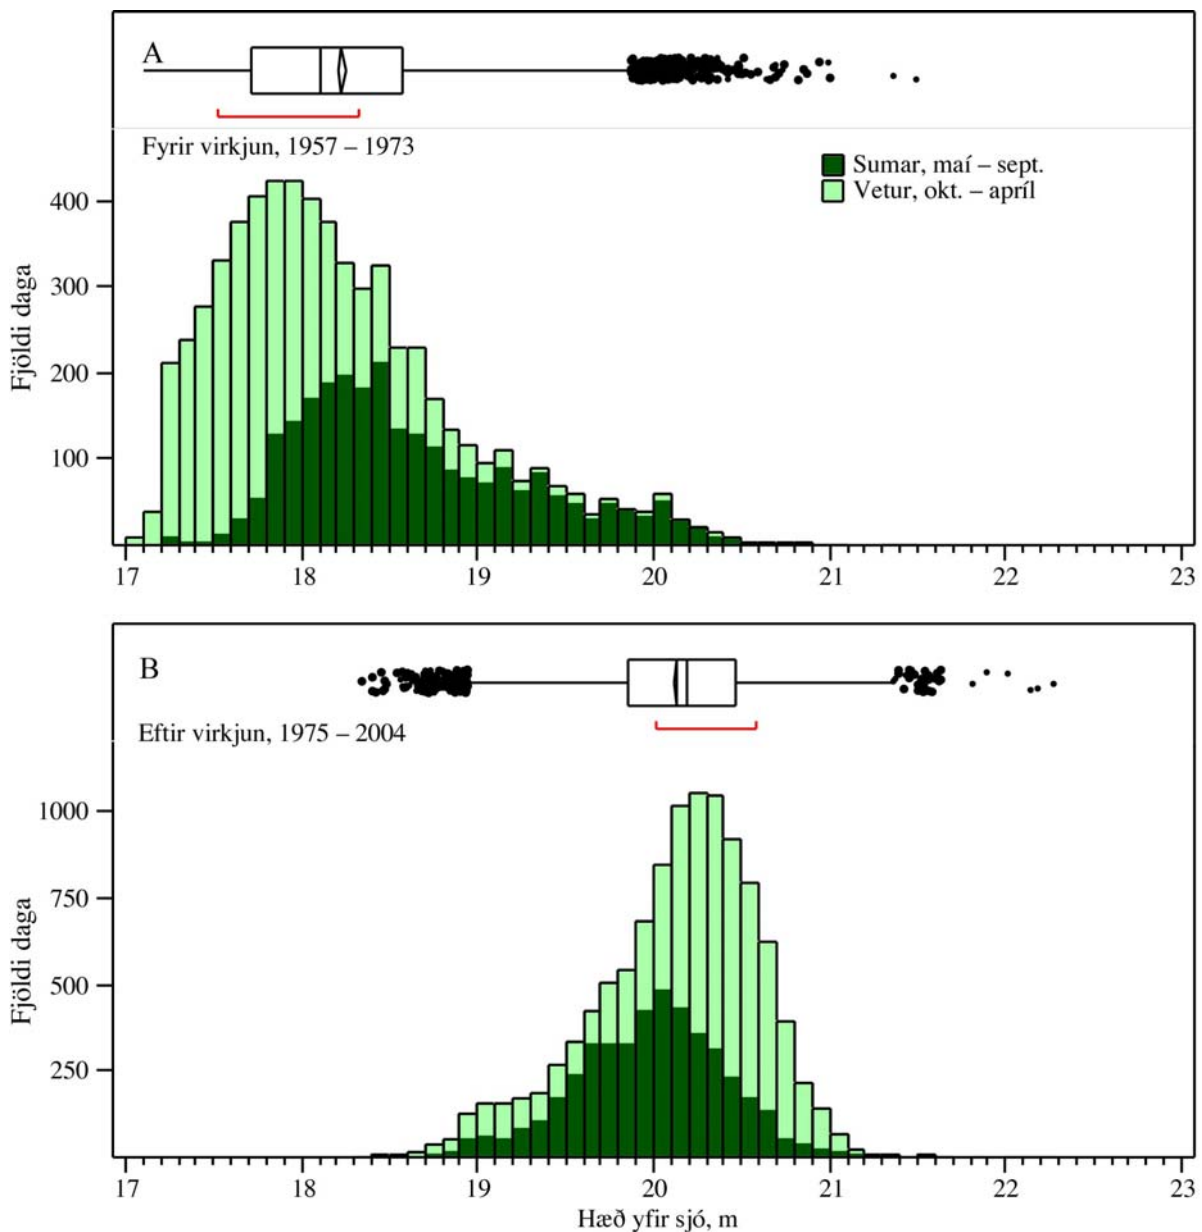 A
Fyrir virkjun, 1957 – 1973
Sumar, maí – sept.
Vetur, okt. – apríl
Fjöldi daga
400
300
200
100
17 18 19 20 21 22 23
B
Eftir virkjun, 1975 – 2004
Fjöldi daga
1000
750
500
250
17 18 19 20 21 22 23
Hæð yfir sjó, m